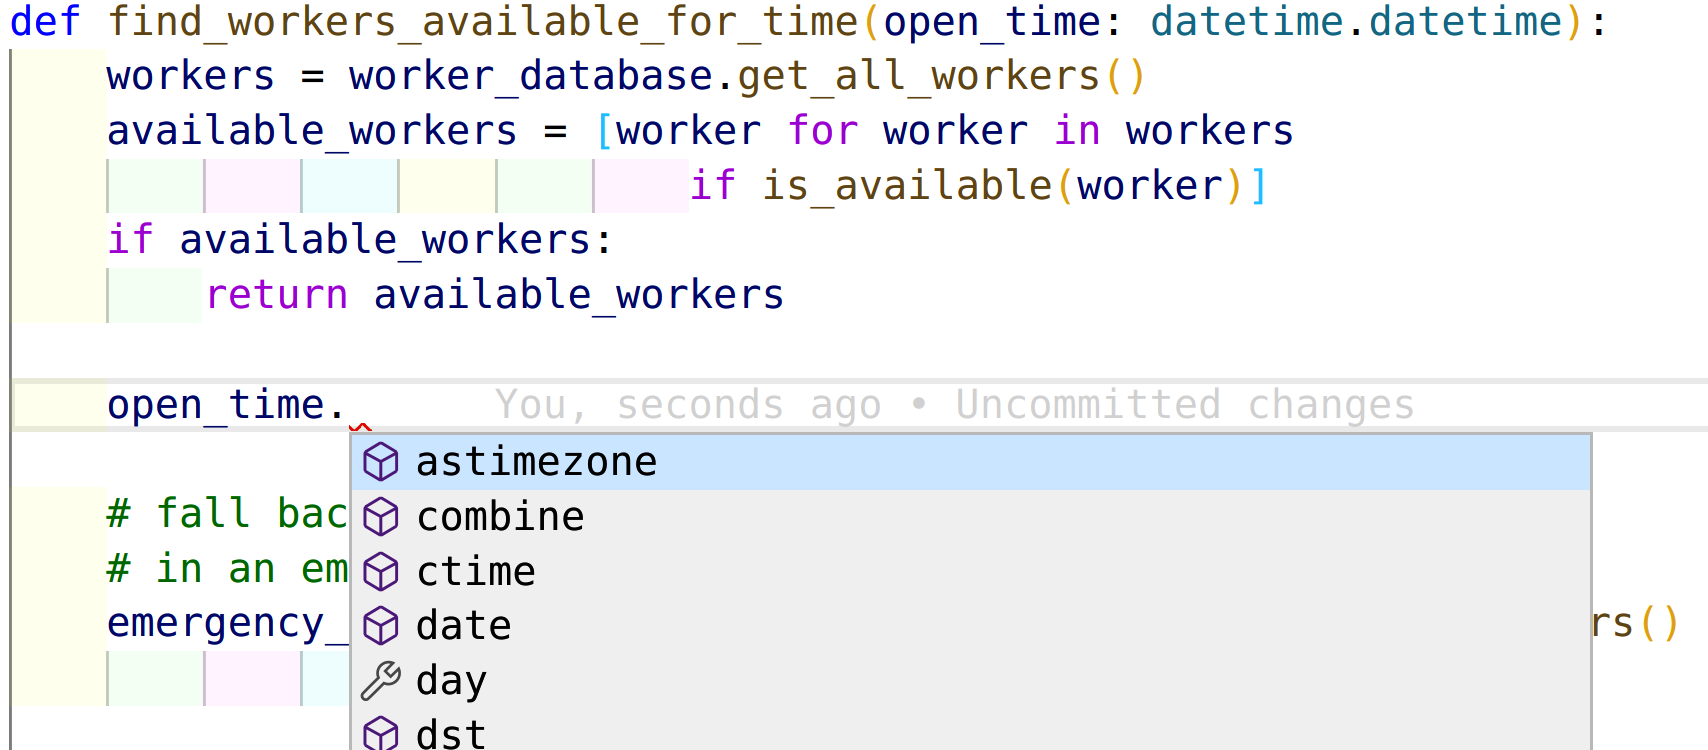 def find_workers_available_for_time(open_time: datetime.datetime):
workers = worker_database.get_all_workers()
available_workers = [worker for worker in workers
if is_available(worker)]
if available_workers:
return available_workers
open_time. You, seconds ago • Uncommitted changes
astimezone
# fall bac combine
# in an em ctime
emergency_ date rs()
day
dst